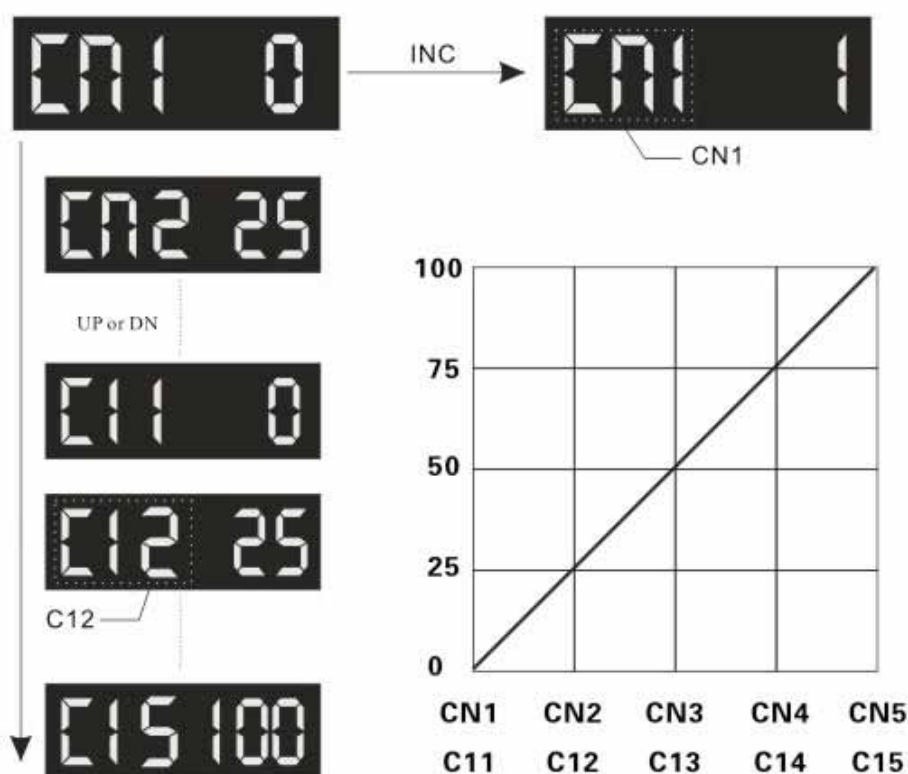 CN1 0
INC
CN1 1
CN1
CN2 25
UP or DN
C11 0
C12 25
C12
C15 100
100
75
50
25
0
CN1 CN2 CN3 CN4 CN5
C11 C12 C13 C14 C15